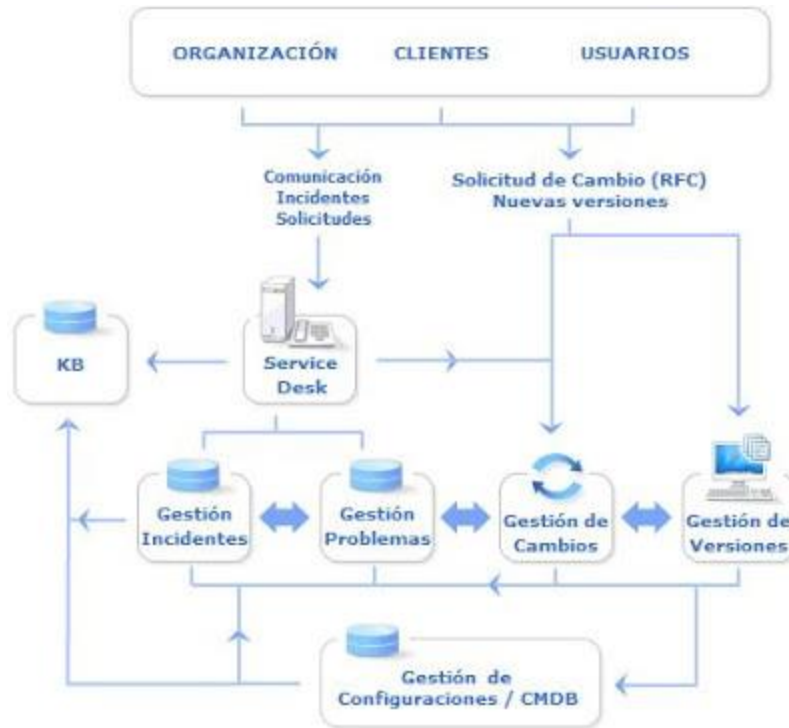 ORGANIZACIÓN CLIENTES USUARIOS
Comunicación
Incidentes
Solicitudes
Solicitud de Cambio (RFC)
Nuevas versiones
KB
Service
Desk
Gestión
Incidentes
Gestión
Problemas
Gestión de
Cambios
Gestión de
Versiones
Gestión de
Configuraciones / CMDB